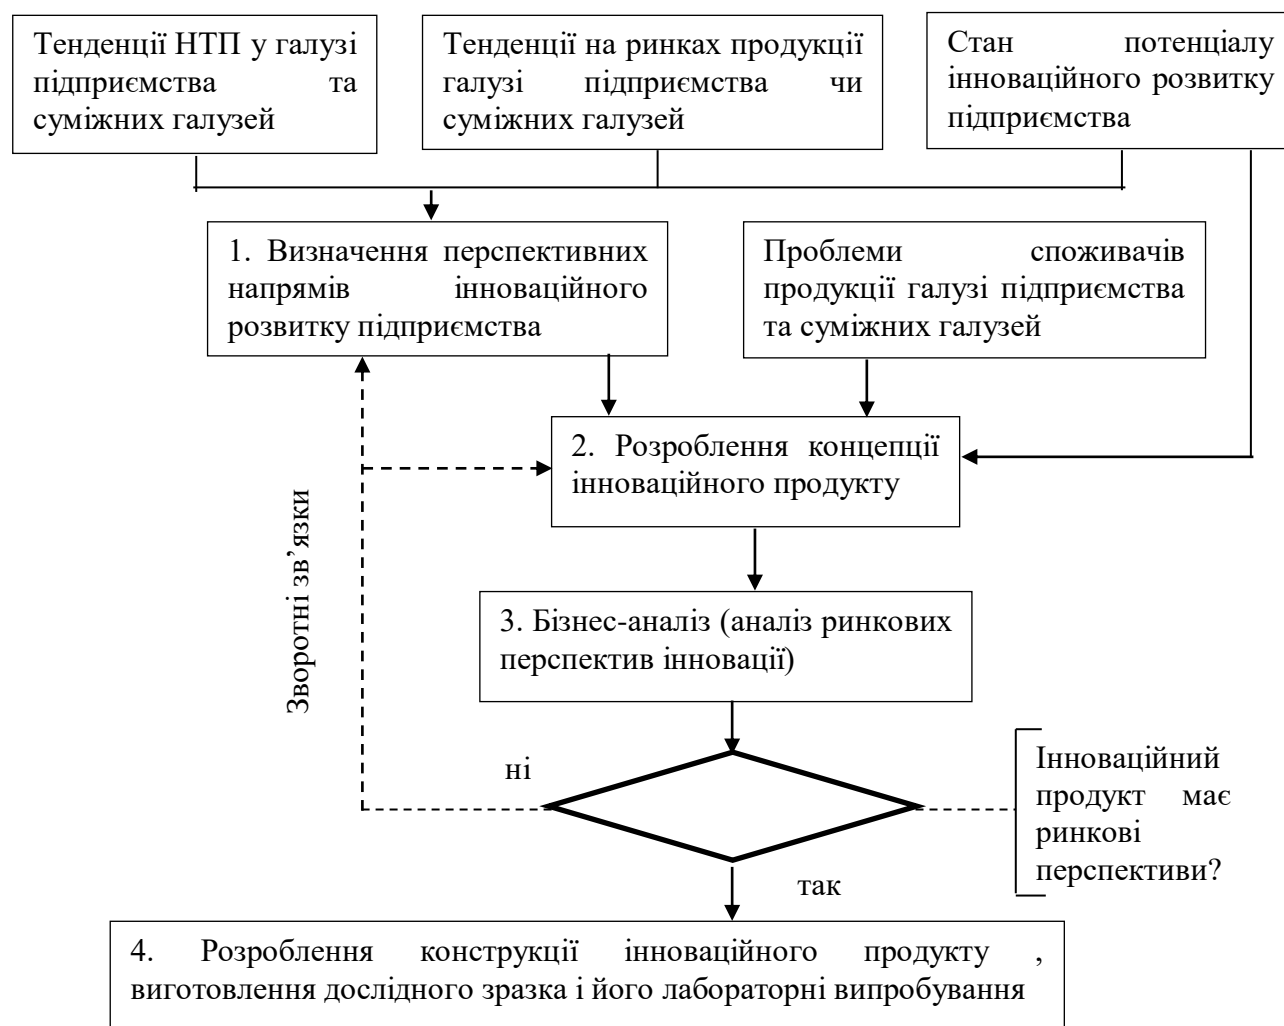 Тенденції НТП у галузі
підприємства та
суміжних галузей
Тенденції на ринках продукції
галузі підприємства чи
суміжних галузей
Стан потенціалу
інноваційного розвитку
підприємства
1. Визначення перспективних
напрямів інноваційного
розвитку підприємства
Проблеми споживачів
продукції галузі підприємства
та суміжних галузей
2. Розроблення концепції
інноваційного продукту
Зворотні зв’язки
3. Бізнес-аналіз (аналіз ринкових
перспектив інновації)
ні
Інноваційний
продукт має
ринкові
перспективи?
так
4. Розроблення конструкції інноваційного продукту ,
виготовлення дослідного зразка і його лабораторні випробування